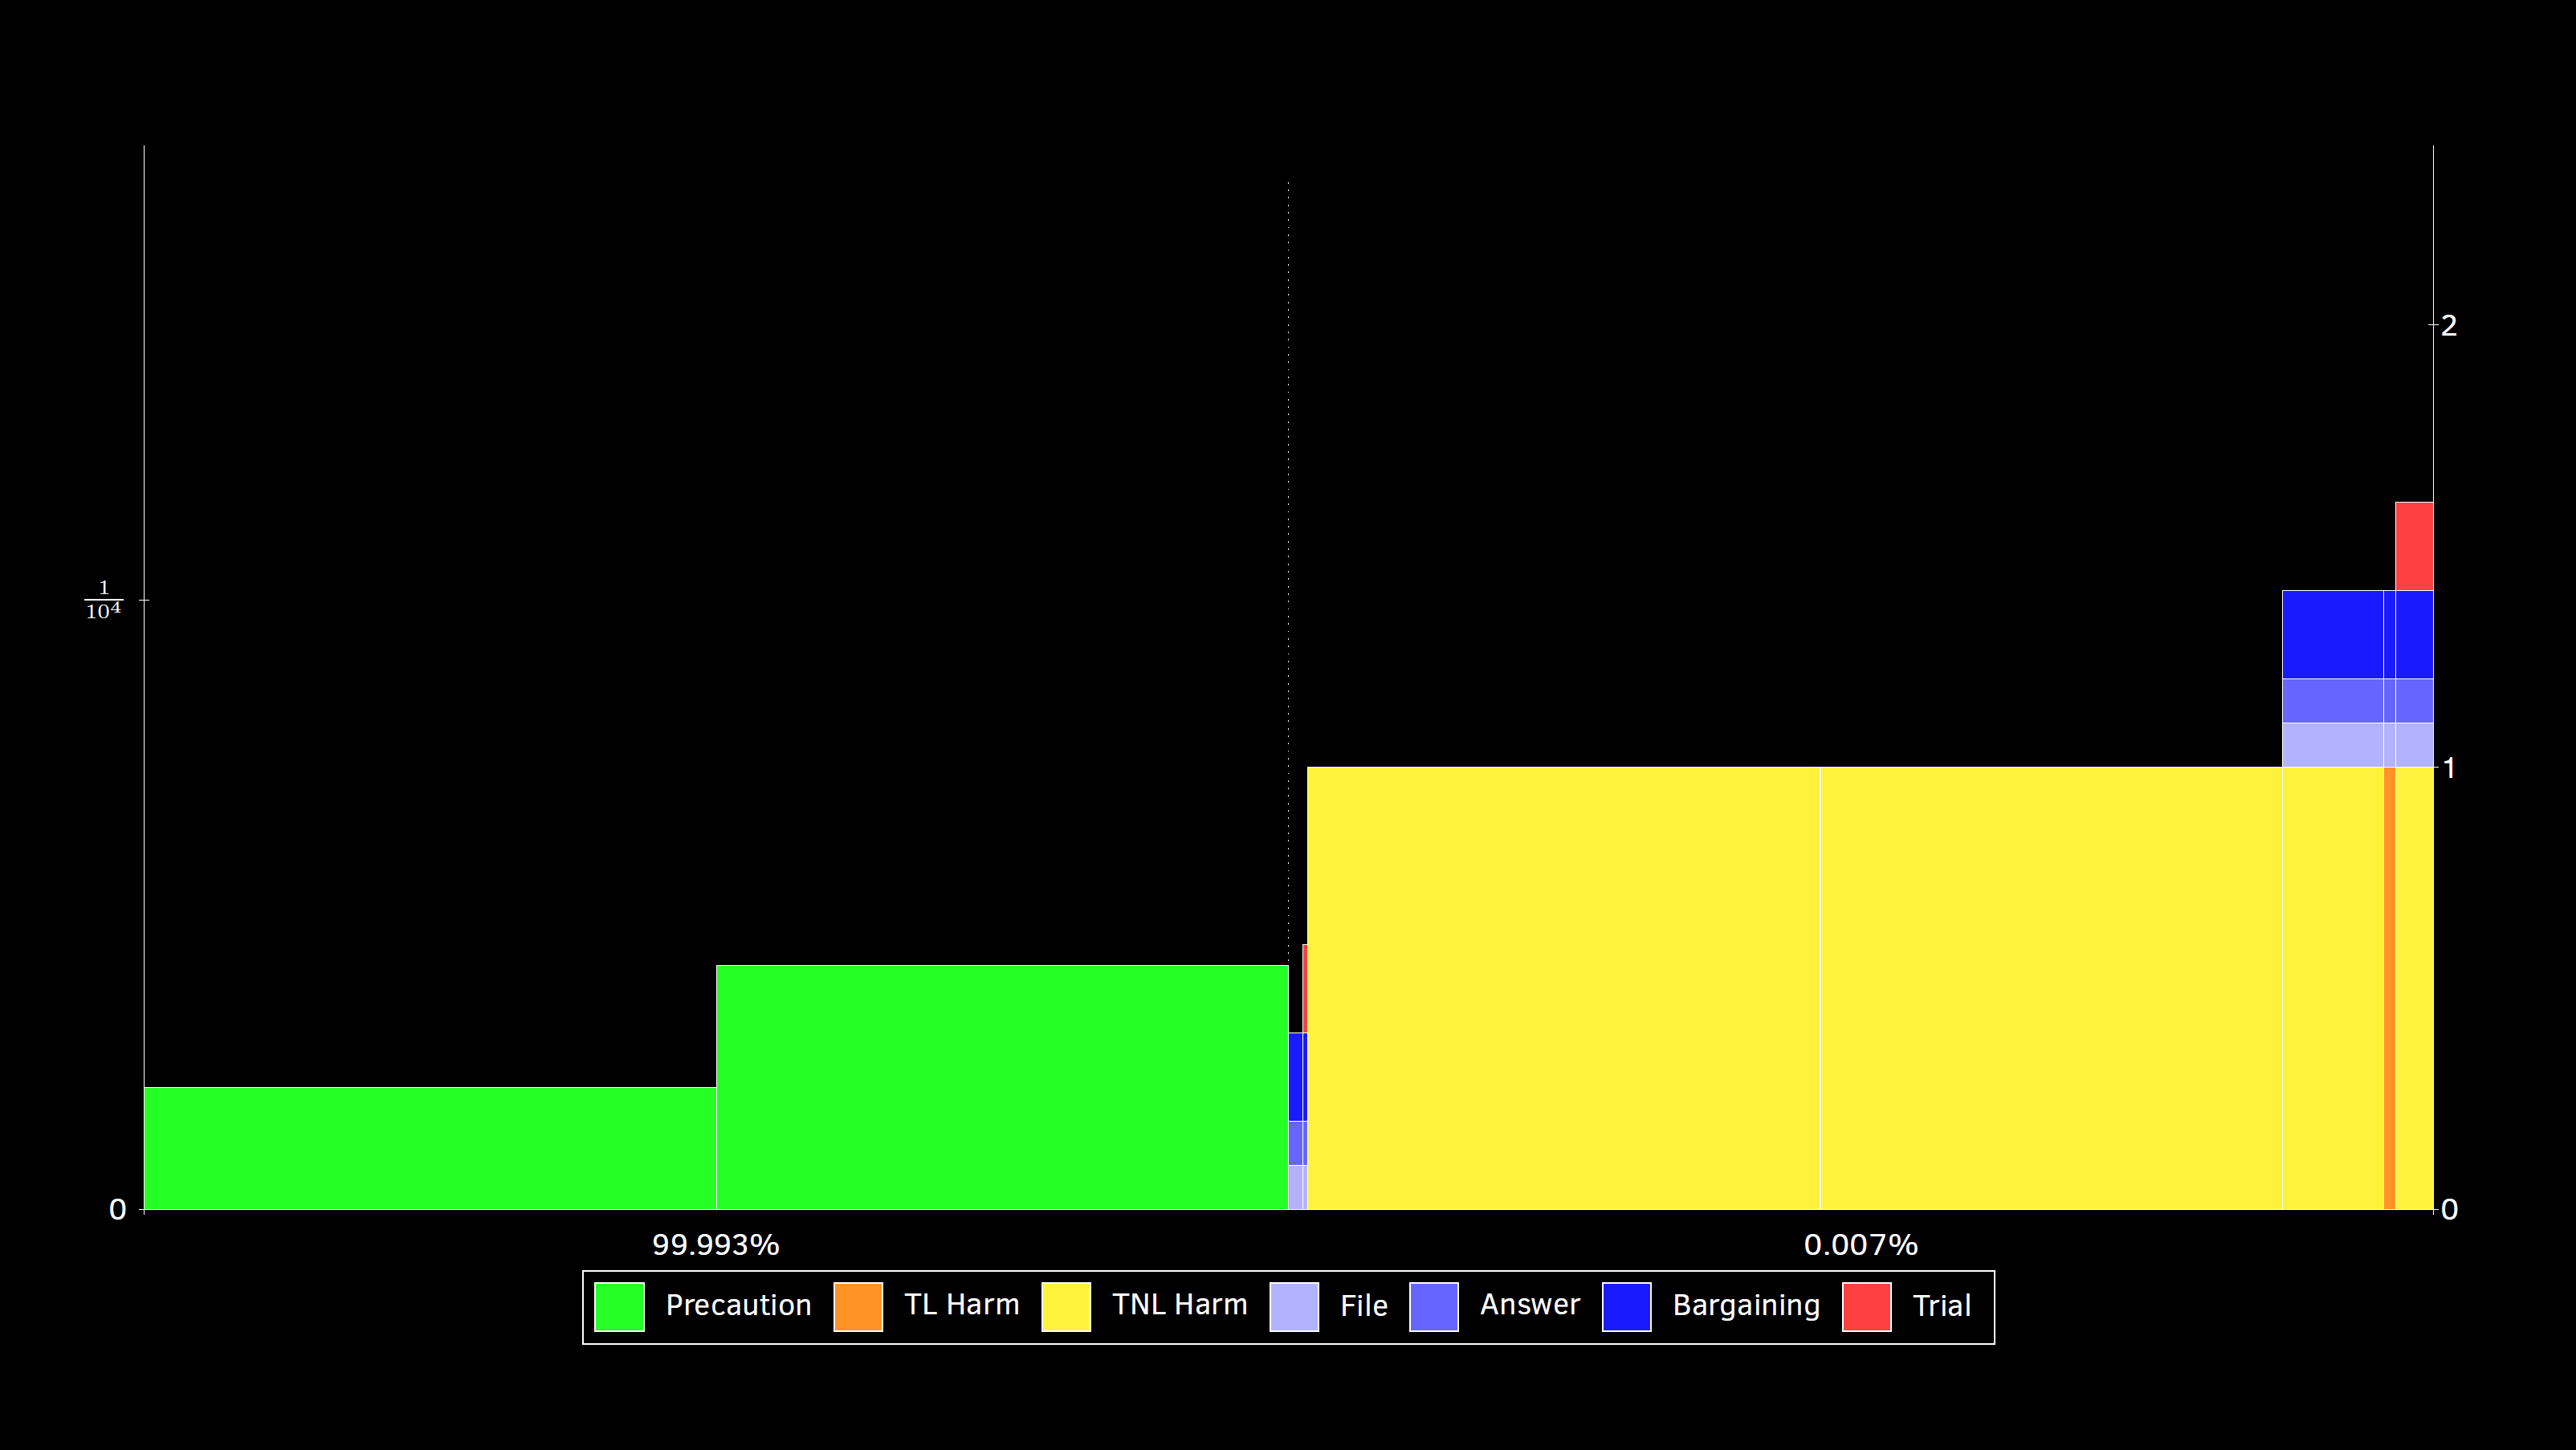 2
1
10⁴
1
0
0
99.993%
0.007%
Precaution
TL Harm
TNL Harm
File
Answer
Bargaining
Trial